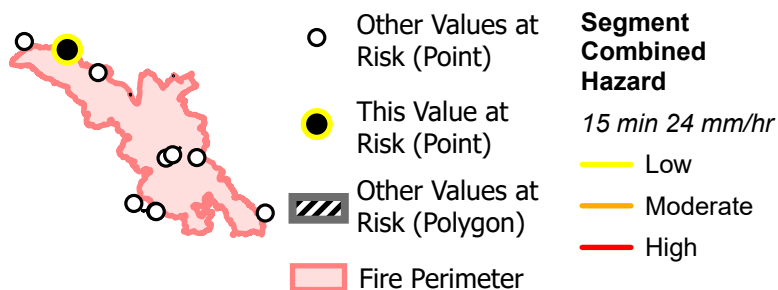 Other Values at
Risk (Point)
This Value at
Risk (Point)
Other Values at
Risk (Polygon)
Fire Perimeter
Segment
Combined
Hazard
15 min 24 mm/hr
Low
Moderate
High